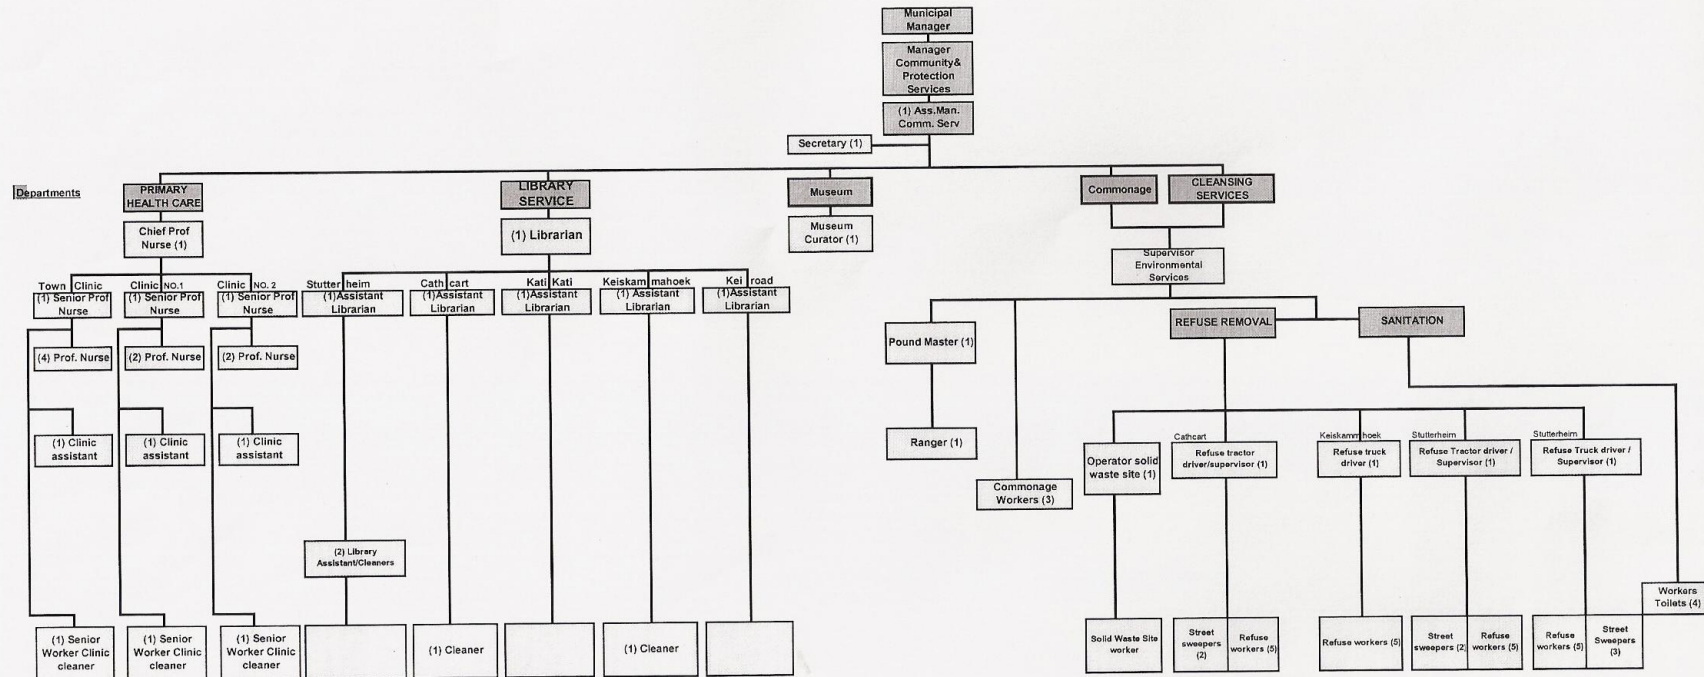 Municipal
Manager
Manager
Community&
Protection
Services
(1) Ass.Man.
Comm. Serv
Secretary (1)
Departments
PRIMARY
HEALTH CARE
LIBRARY
SERVICE
Museum
Commonage
CLEANSING
SERVICES
Chief Prof
Nurse (1)
(1) Librarian
Museum
Curator (1)
Supervisor
Environmental
Services
Town Clinic
(1) Senior Prof
Nurse
Clinic NO.1
(1) Senior Prof
Nurse
Clinic NO. 2
(1) Senior Prof
Nurse
Stutterheim
(1)Assistant
Librarian
Cathcart
(1)Assistant
Librarian
Kati Kati
(1)Assistant
Librarian
Keiskammahoek
(1) Assistant
Librarian
Kei road
(1)Assistant
Librarian
Pound Master (1)
REFUSE REMOVAL
SANITATION
(4) Prof. Nurse
(2) Prof. Nurse
(2) Prof. Nurse
(1) Clinic
assistant
(1) Clinic
assistant
(1) Clinic
assistant
Ranger (1)
Commonage
Workers (3)
Operator solid
waste site (1)
Cathcart
Refuse tractor
driver/supervisor (1)
Keiskammhoek
Refuse truck
driver (1)
Stutterheim
Refuse Tractor driver /
Supervisor (1)
Stutterheim
Refuse Truck driver /
Supervisor (1)
(2) Library
Assistant/Cleaners
Workers
Toilets (4)
(1) Senior
Worker Clinic
cleaner
(1) Senior
Worker Clinic
cleaner
(1) Senior
Worker Clinic
cleaner
(1) Cleaner
(1) Cleaner
Solid Waste Site
worker
Street
sweepers
(2)
Refuse
workers (5)
Refuse workers (5)
Street
sweepers (2)
Refuse
workers (5)
Refuse
workers (5)
Street
Sweepers
(3)